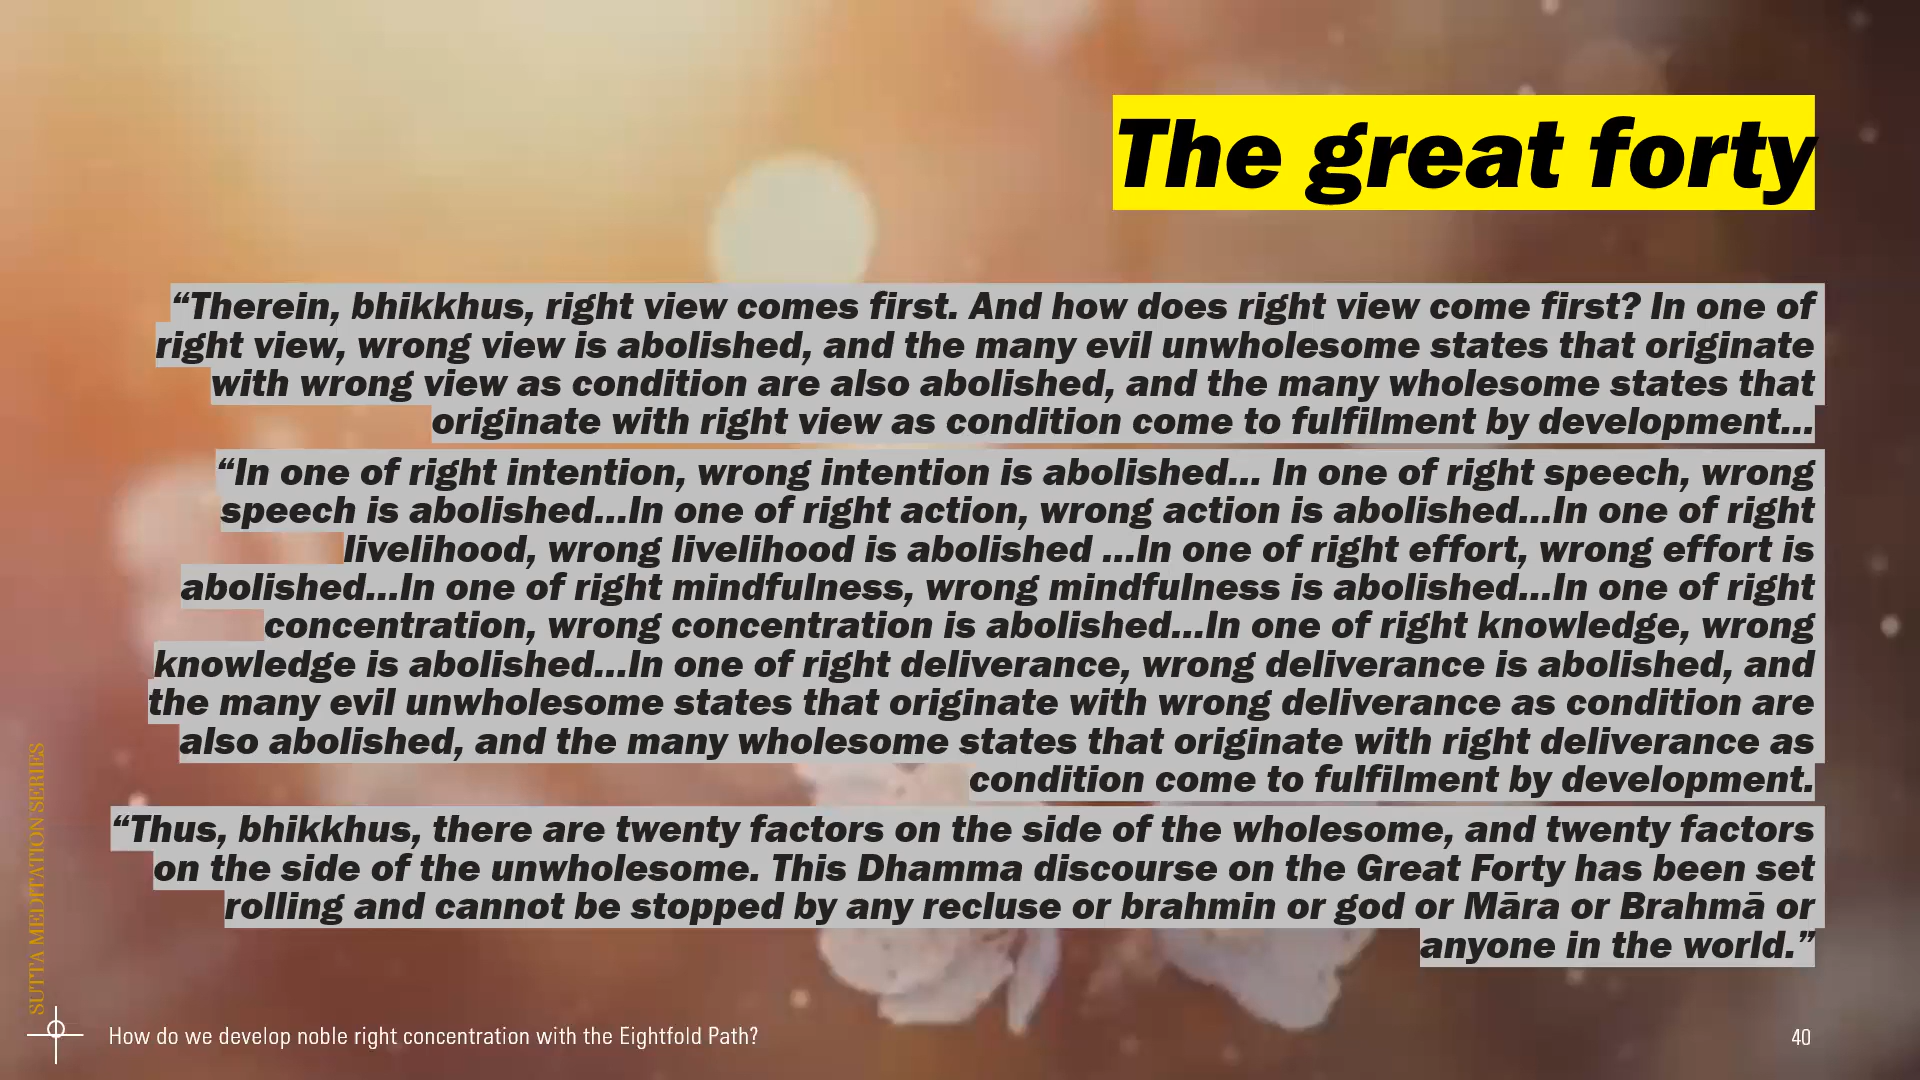 The great forty
“Therein, bhikkhus, right view comes first. And how does right view come first? In one of
right view, wrong view is abolished, and the many evil unwholesome states that originate
with wrong view as condition are also abolished, and the many wholesome states that
originate with right view as condition come to fulfilment by development…
“In one of right intention, wrong intention is abolished… In one of right speech, wrong
speech is abolished…In one of right action, wrong action is abolished…In one of right
livelihood, wrong livelihood is abolished …In one of right effort, wrong effort is
abolished…In one of right mindfulness, wrong mindfulness is abolished…In one of right
concentration, wrong concentration is abolished…In one of right knowledge, wrong
knowledge is abolished…In one of right deliverance, wrong deliverance is abolished, and
the many evil unwholesome states that originate with wrong deliverance as condition are
also abolished, and the many wholesome states that originate with right deliverance as
condition come to fulfilment by development.
“Thus, bhikkhus, there are twenty factors on the side of the wholesome, and twenty factors
on the side of the unwholesome. This Dhamma discourse on the Great Forty has been set
rolling and cannot be stopped by any recluse or brahmin or god or Māra or Brahmā or
anyone in the world.”
SUTTA MEDITATION SERIES
How do we develop noble right concentration with the Eightfold Path?
40